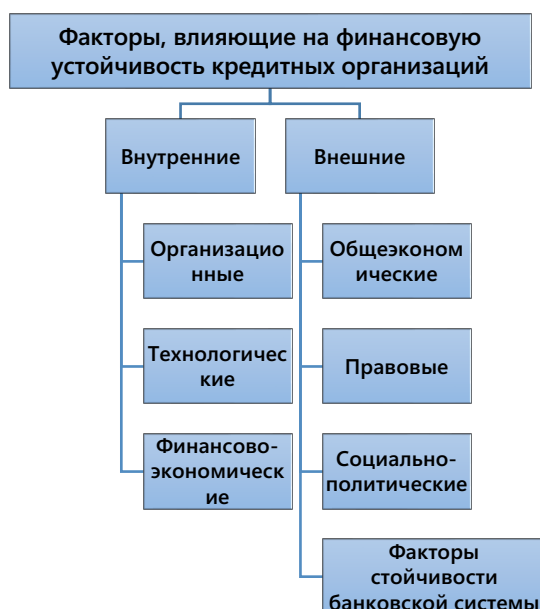 Факторы, влияющие на финансовую
устойчивость кредитных организаций
Внутренние
Внешние
Организацио
нные
Общеэконом
ические
Технологичес
кие
Правовые
Финансово-
экономическ
ие
Социально-
политические
Факторы
стойчивости
банковской системы